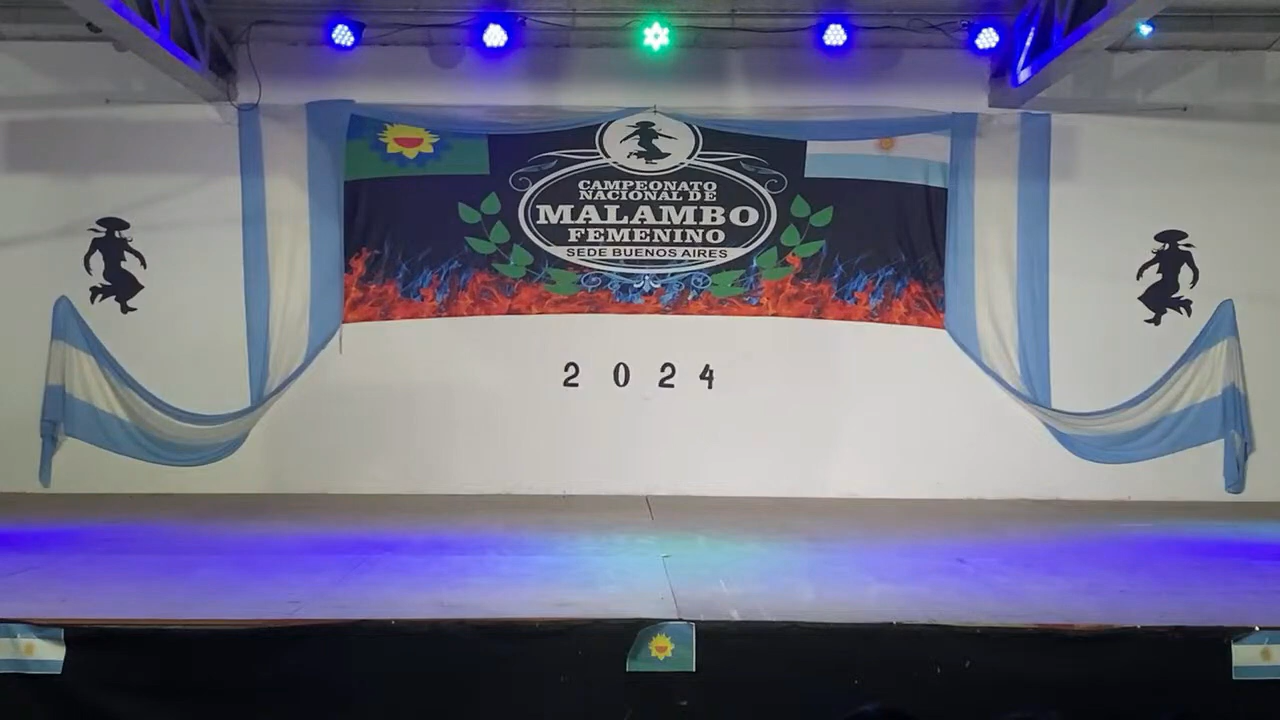 CAMPEONATO
NACIONAL DE
MALAMBO
FEMENINO
SEDE BUENOS AIRES
2024